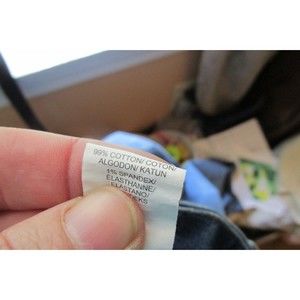 99% COTTON/ COTON/
ALGODON/ KATUN
1% SPANDEX/
ELASTHANNE/
ELASTANO/